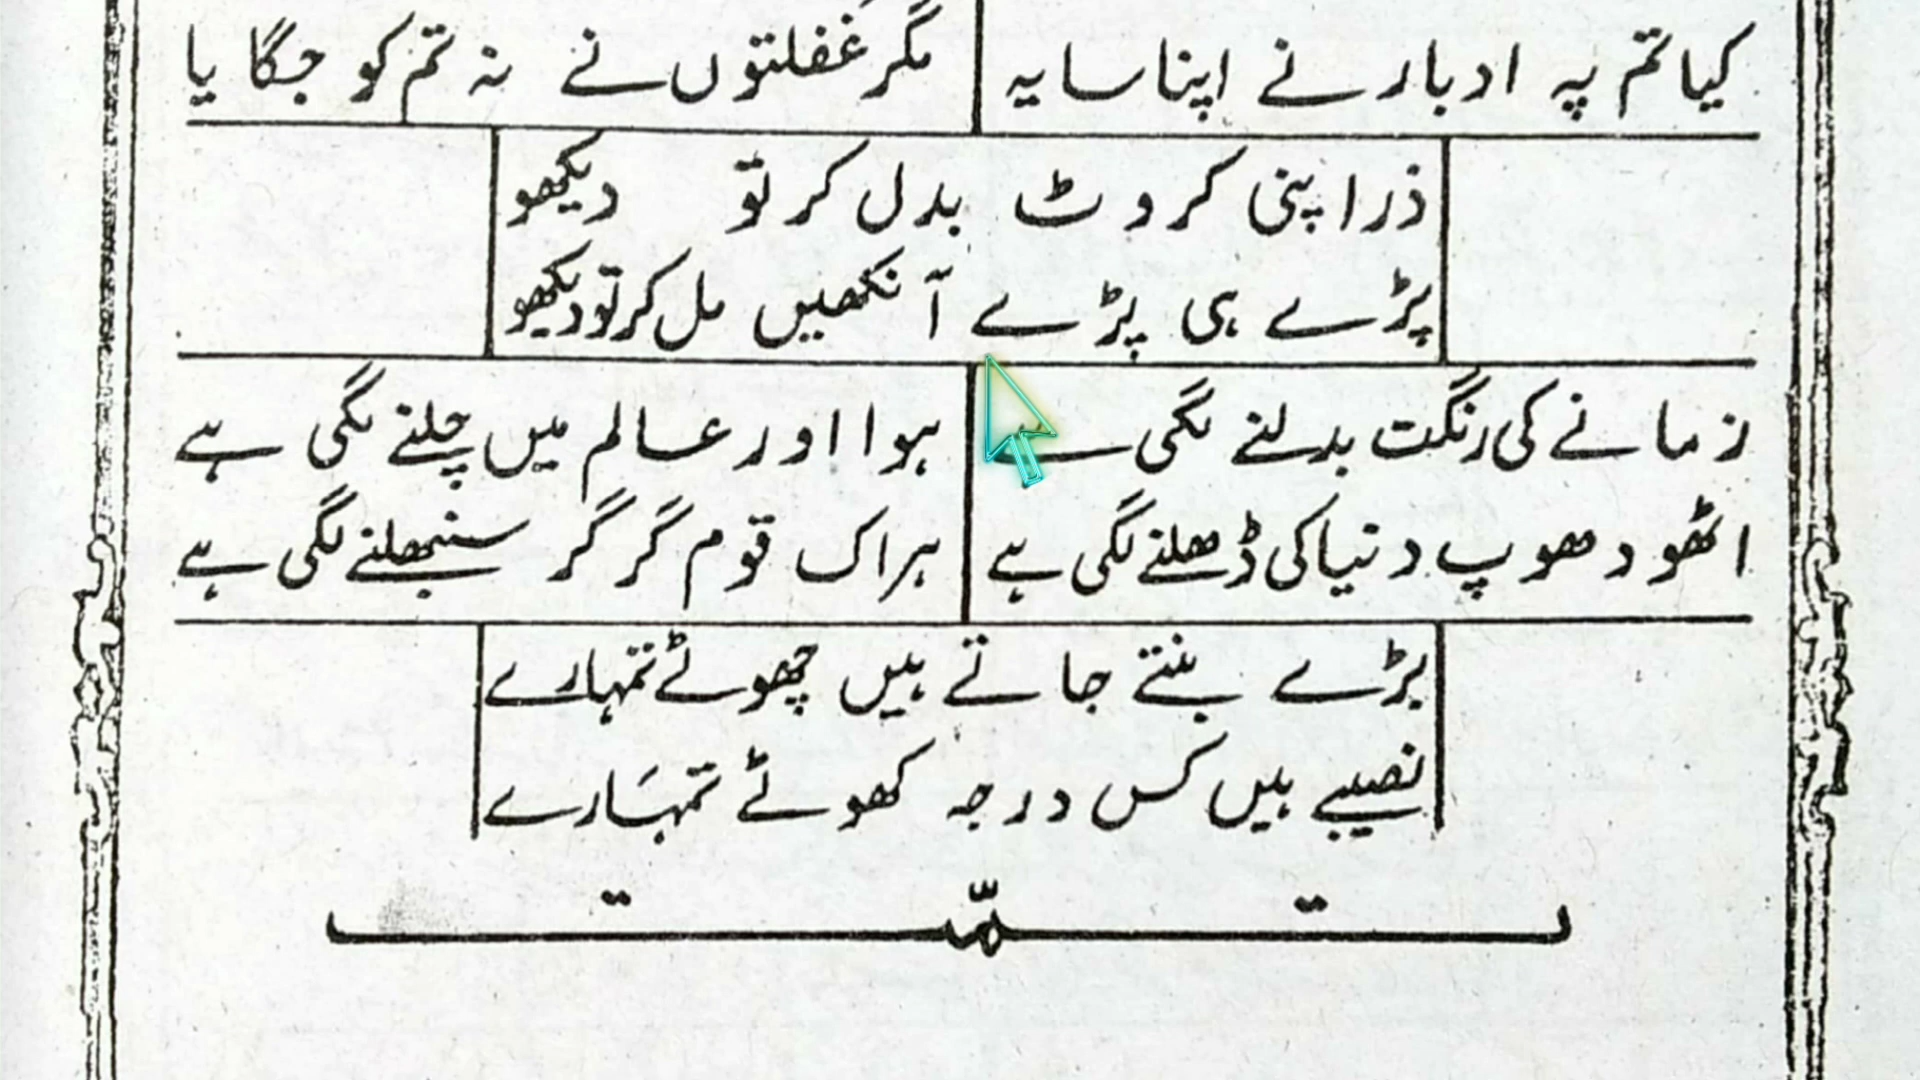 کیا تم پہ ادبار نے اپنا سایہ مگر غفلتوں نے نہ تم کو جگایا
ذرا اپنی کروٹ بدل کر تو دیکھو
پڑے ہی پڑے آنکھیں مل کر تو دیکھو
زمانے کی رنگت بدلنے لگی ہے ہوا اور عالم میں چلنے لگی ہے
اٹھو دھوپ دنیا کی ڈھلنے لگی ہے ہر اک قوم گر گر سنبھلنے لگی ہے
بڑے بنتے جاتے ہیں چھوٹے تمہارے
نصیبے ہیں کس درجہ کھوٹے تمہارے
تمّت